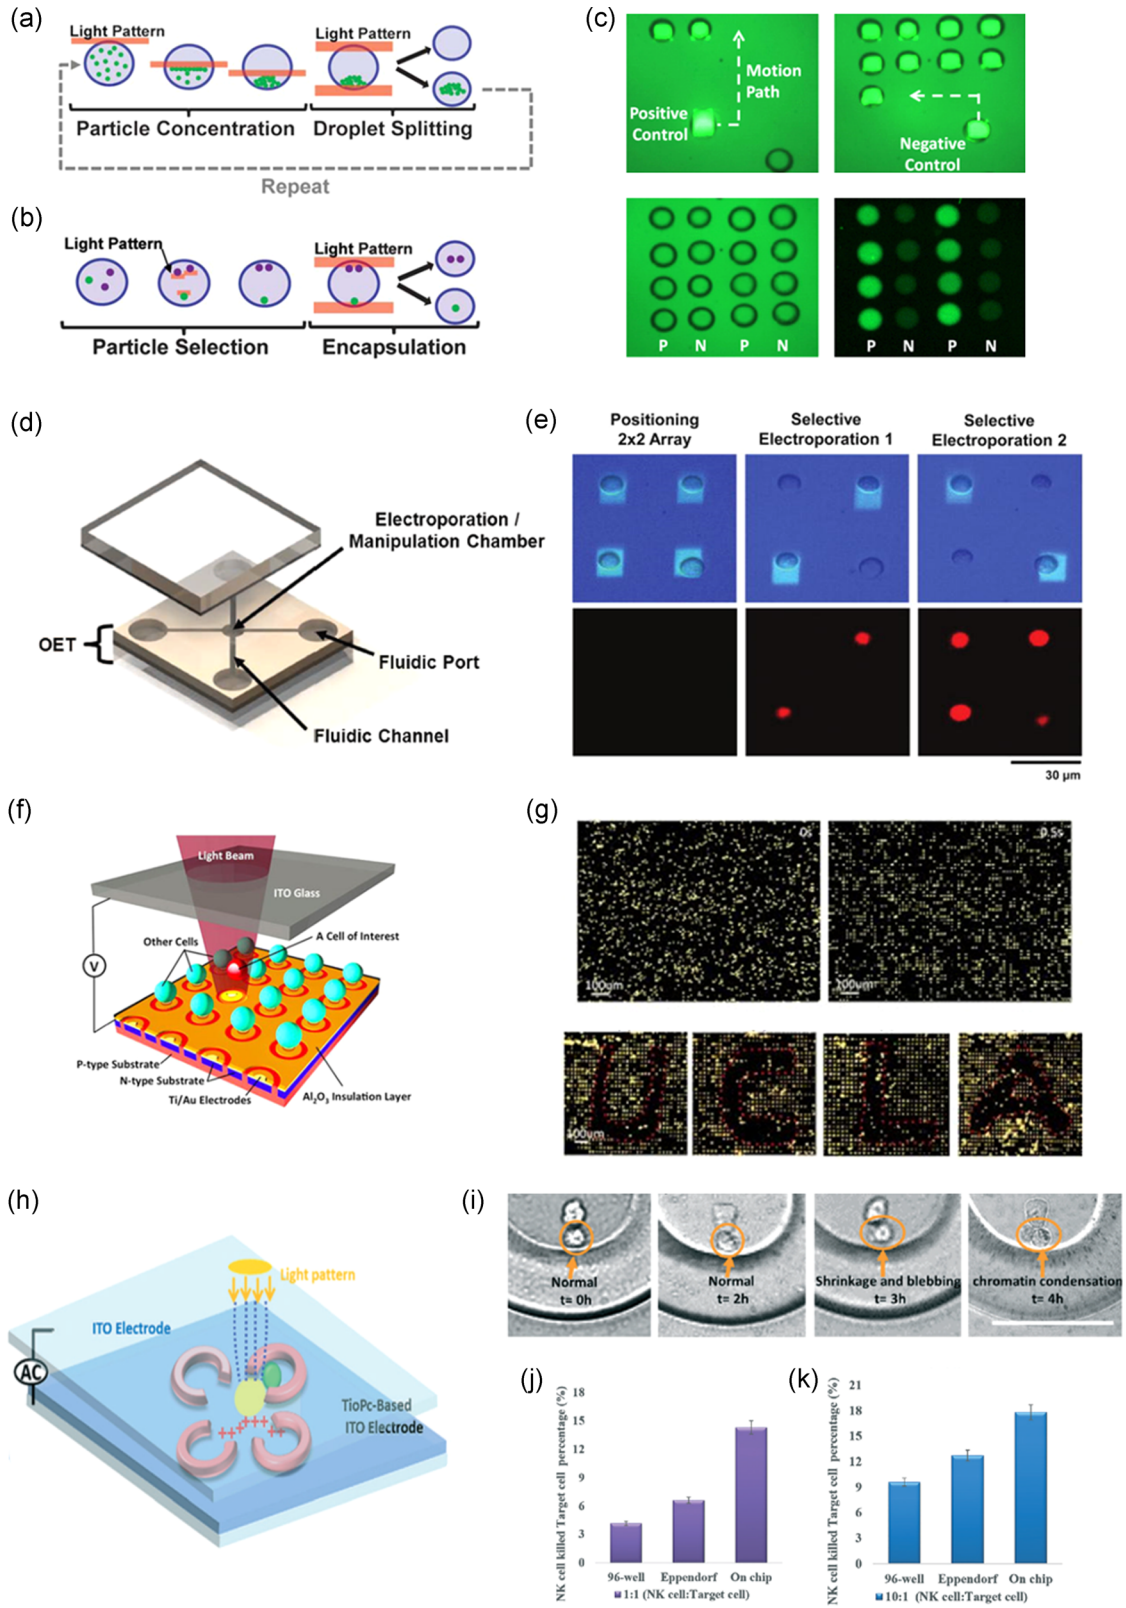 (a)
Light Pattern
Light Pattern
Particle Concentration
Droplet Splitting
Repeat
(b)
Light Pattern
Light Pattern
Particle Selection
Encapsulation
(c)
Motion
Path
Positive
Control
Negative
Control
P N P N
P N P N
(d)
Electroporation /
Manipulation Chamber
OET
Fluidic Port
Fluidic Channel
(e)
Positioning
2x2 Array
Selective
Electroporation 1
Selective
Electroporation 2
30 µm
(f)
Light Beam
ITO Glass
Other Cells
A Cell of Interest
V
P-type Substrate
N-type Substrate
Ti/Au Electrodes
Al₂O₃ Insulation Layer
(g)
0s
0.5s
100um
100um
100um
(h)
Light pattern
ITO Electrode
AC
TioPc-Based
ITO Electrode
+++++++++
(i)
Normal
t= 0h
Normal
t= 2h
Shrinkage and blebbing
t= 3h
chromatin condensation
t= 4h
(j)
NK cell killed Target cell percentage (%)
18
15
12
9
6
3
0
96-well Eppendorf On chip
1:1 (NK cell:Target cell)
(k)
NK cell killed Target cell percentage (%)
21
18
15
12
9
6
3
0
96-well Eppendorf On chip
10:1 (NK cell:Target cell)